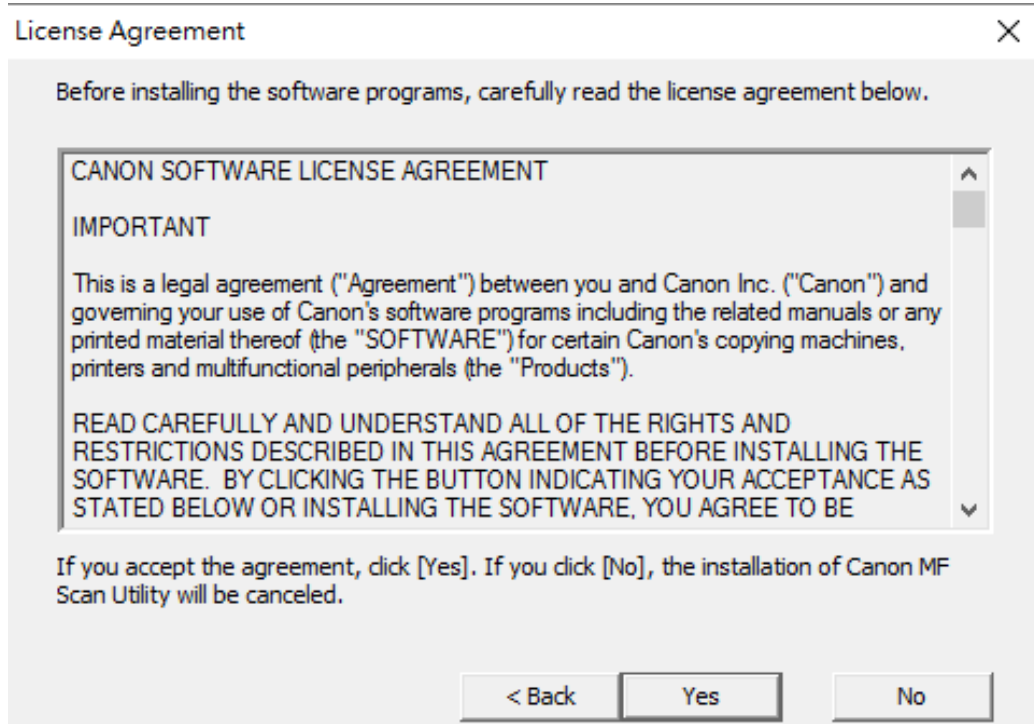 License Agreement
Before installing the software programs, carefully read the license agreement below.
CANON SOFTWARE LICENSE AGREEMENT
IMPORTANT
This is a legal agreement ("Agreement") between you and Canon Inc. ("Canon") and
governing your use of Canon's software programs including the related manuals or any
printed material thereof (the "SOFTWARE") for certain Canon's copying machines,
printers and multifunctional peripherals (the "Products").
READ CAREFULLY AND UNDERSTAND ALL OF THE RIGHTS AND
RESTRICTIONS DESCRIBED IN THIS AGREEMENT BEFORE INSTALLING THE
SOFTWARE.  BY CLICKING THE BUTTON INDICATING YOUR ACCEPTANCE AS
STATED BELOW OR INSTALLING THE SOFTWARE, YOU AGREE TO BE
If you accept the agreement, click [Yes]. If you click [No], the installation of Canon MF
Scan Utility will be canceled.
< Back Yes No